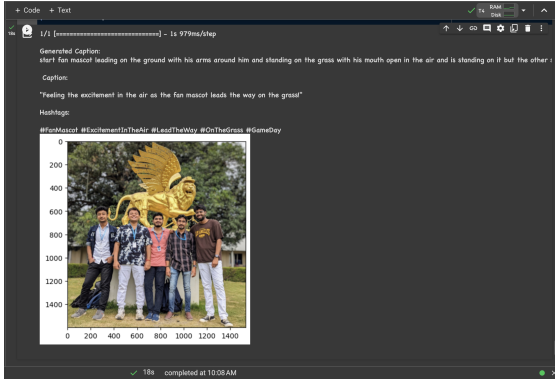 + Code + Text
T4 RAM
Disk
18s
1/1 [==============================] - 1s 979ms/step
Generated Caption:
start fan mascot leading on the ground with his arms around him and standing on the grass with his mouth open in the air and is standing on it but the other
Caption:
"Feeling the excitement in the air as the fan mascot leads the way on the grass!"
Hashtags:
#FanMascot #ExcitementInTheAir #LeadTheWay #OnTheGrass #GameDay
0
200
400
600
800
1000
1200
1400
0 200 400 600 800 1000 1200 1400
18s completed at 10:08 AM